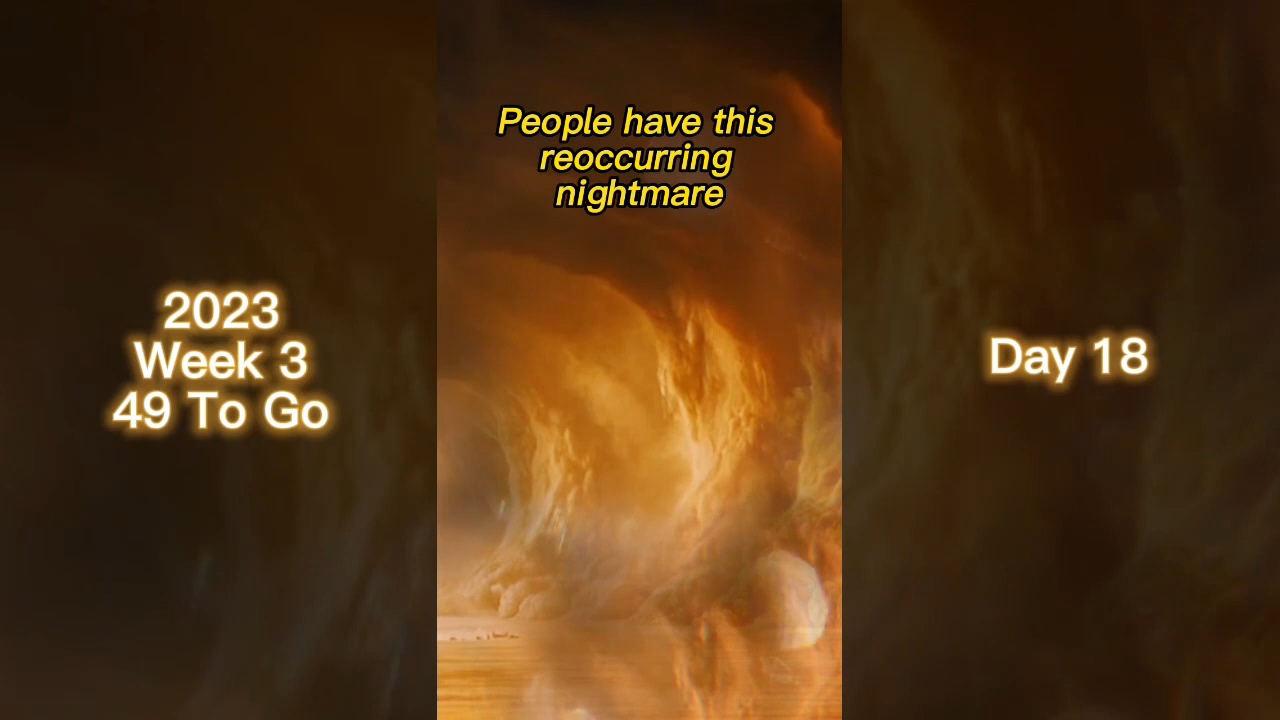 2023
Week 3
49 To Go
People have this
reoccurring
nightmare
Day 18